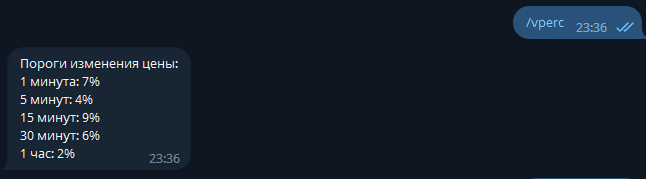 /vperc 23:36
Пороги изменения цены:
1 минута: 7%
5 минут: 4%
15 минут: 9%
30 минут: 6%
1 час: 2%
23:36